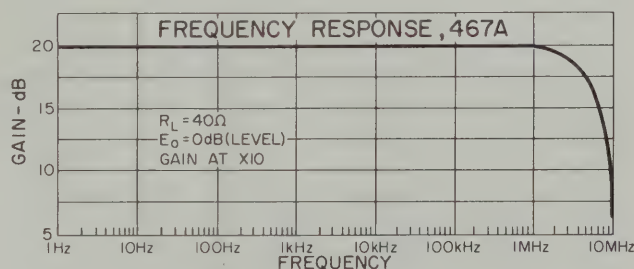 FREQUENCY RESPONSE, 467A
20
15
10
5
GAIN-dB
RL=40Ω
Eo=0dB(LEVEL)
GAIN AT X10
1Hz 10Hz 100Hz 1kHz 10kHz 100kHz 1MHz 10MHz
FREQUENCY